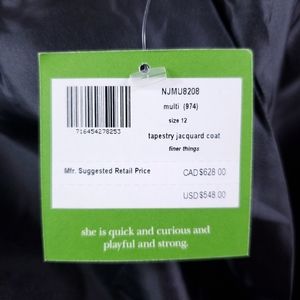 NJMU8208
multi (974)
size 12
716454278253
tapestry jacquard coat
finer things
Mfr. Suggested Retail Price
CAD$628.00
USD$548.00
she is quick and curious and
playful and strong.